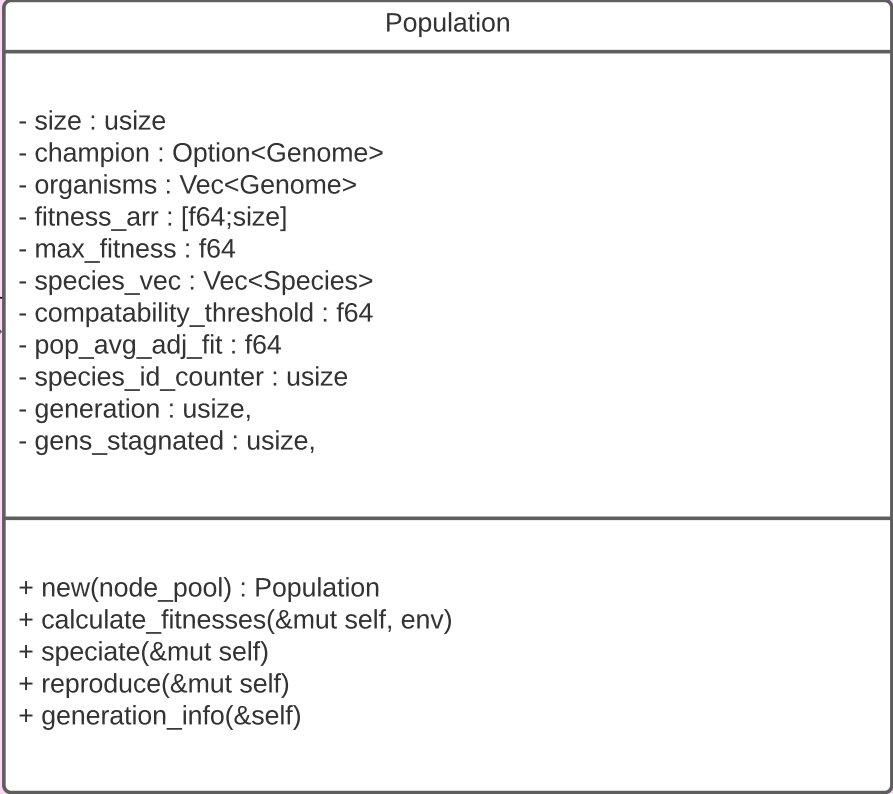 Population
- size : usize
- champion : Option<Genome>
- organisms : Vec<Genome>
- fitness_arr : [f64;size]
- max_fitness : f64
- species_vec : Vec<Species>
- compatability_threshold : f64
- pop_avg_adj_fit : f64
- species_id_counter : usize
- generation : usize,
- gens_stagnated : usize,
+ new(node_pool) : Population
+ calculate_fitnesses(&mut self, env)
+ speciate(&mut self)
+ reproduce(&mut self)
+ generation_info(&self)